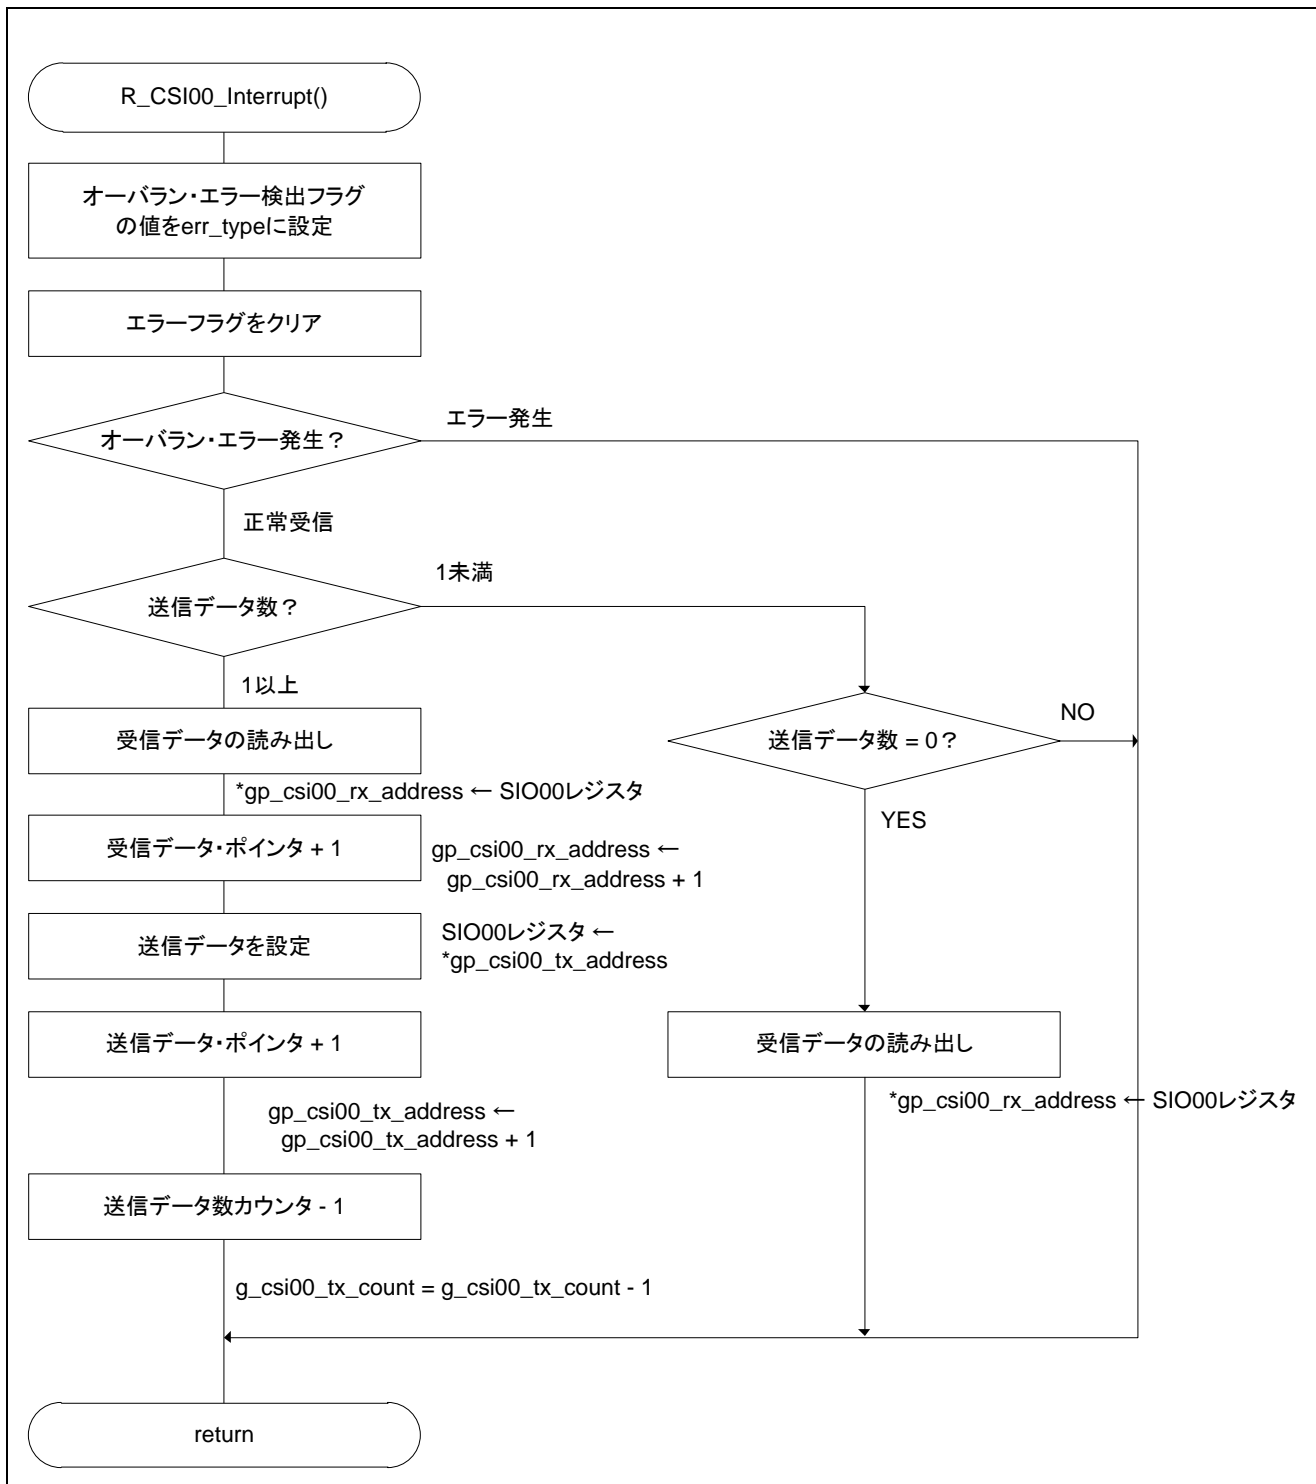 R_CSI00_Interrupt()
オーバラン・エラー検出フラグ
の値をerr_typeに設定
エラーフラグをクリア
オーバラン・エラー発生？
エラー発生
正常受信
送信データ数？
1未満
1以上
受信データの読み出し
*gp_csi00_rx_address ← SIO00レジスタ
受信データ・ポインタ + 1
gp_csi00_rx_address ←
gp_csi00_rx_address + 1
送信データを設定
SIO00レジスタ ←
*gp_csi00_tx_address
送信データ・ポインタ + 1
gp_csi00_tx_address ←
gp_csi00_tx_address + 1
送信データ数カウンタ - 1
g_csi00_tx_count = g_csi00_tx_count - 1
送信データ数 = 0？
NO
YES
受信データの読み出し
*gp_csi00_rx_address ← SIO00レジスタ
return